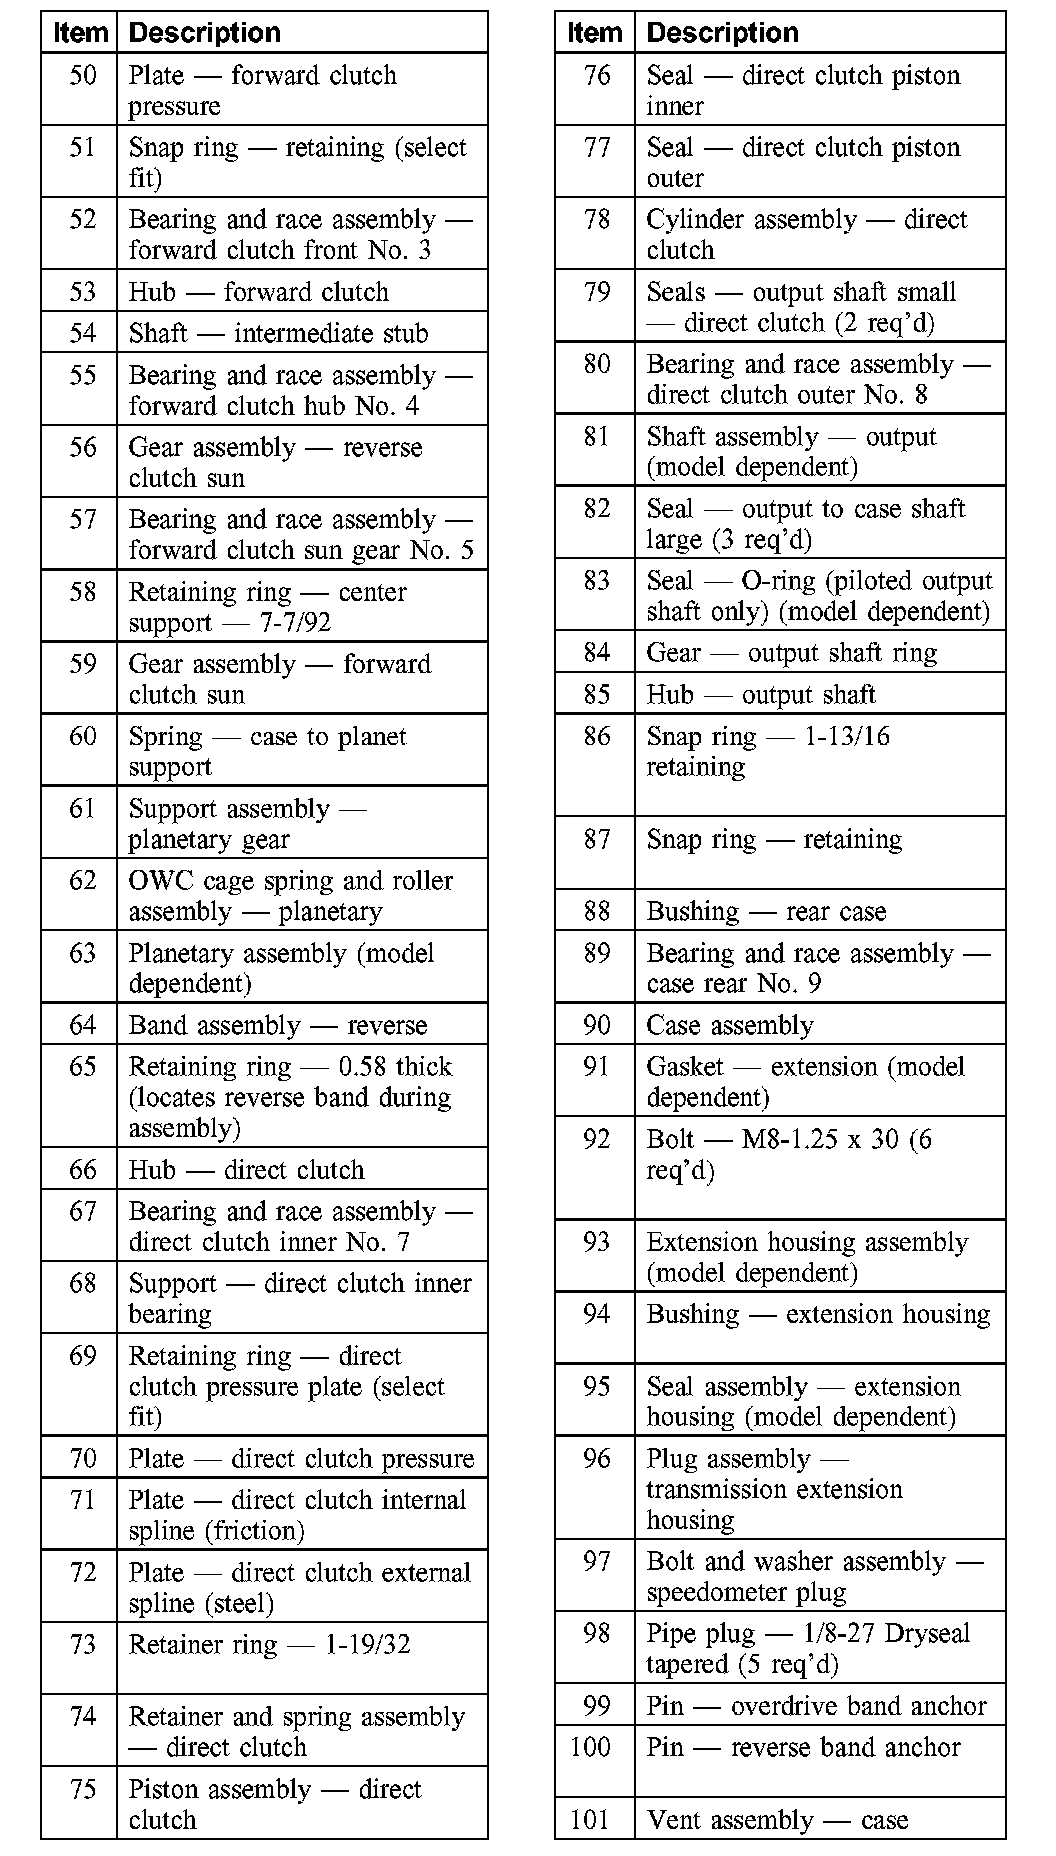 Item Description
50 Plate — forward clutch
pressure
51 Snap ring — retaining (select
fit)
52 Bearing and race assembly —
forward clutch front No. 3
53 Hub — forward clutch
54 Shaft — intermediate stub
55 Bearing and race assembly —
forward clutch hub No. 4
56 Gear assembly — reverse
clutch sun
57 Bearing and race assembly —
forward clutch sun gear No. 5
58 Retaining ring — center
support — 7-7/92
59 Gear assembly — forward
clutch sun
60 Spring — case to planet
support
61 Support assembly —
planetary gear
62 OWC cage spring and roller
assembly — planetary
63 Planetary assembly (model
dependent)
64 Band assembly — reverse
65 Retaining ring — 0.58 thick
(locates reverse band during
assembly)
66 Hub — direct clutch
67 Bearing and race assembly —
direct clutch inner No. 7
68 Support — direct clutch inner
bearing
69 Retaining ring — direct
clutch pressure plate (select
fit)
70 Plate — direct clutch pressure
71 Plate — direct clutch internal
spline (friction)
72 Plate — direct clutch external
spline (steel)
73 Retainer ring — 1-19/32
74 Retainer and spring assembly
— direct clutch
75 Piston assembly — direct
clutch
Item Description
76 Seal — direct clutch piston
inner
77 Seal — direct clutch piston
outer
78 Cylinder assembly — direct
clutch
79 Seals — output shaft small
— direct clutch (2 req'd)
80 Bearing and race assembly —
direct clutch outer No. 8
81 Shaft assembly — output
(model dependent)
82 Seal — output to case shaft
large (3 req'd)
83 Seal — O-ring (piloted output
shaft only) (model dependent)
84 Gear — output shaft ring
85 Hub — output shaft
86 Snap ring — 1-13/16
retaining
87 Snap ring — retaining
88 Bushing — rear case
89 Bearing and race assembly —
case rear No. 9
90 Case assembly
91 Gasket — extension (model
dependent)
92 Bolt — M8-1.25 x 30 (6
req'd)
93 Extension housing assembly
(model dependent)
94 Bushing — extension housing
95 Seal assembly — extension
housing (model dependent)
96 Plug assembly —
transmission extension
housing
97 Bolt and washer assembly —
speedometer plug
98 Pipe plug — 1/8-27 Dryseal
tapered (5 req'd)
99 Pin — overdrive band anchor
100 Pin — reverse band anchor
101 Vent assembly — case